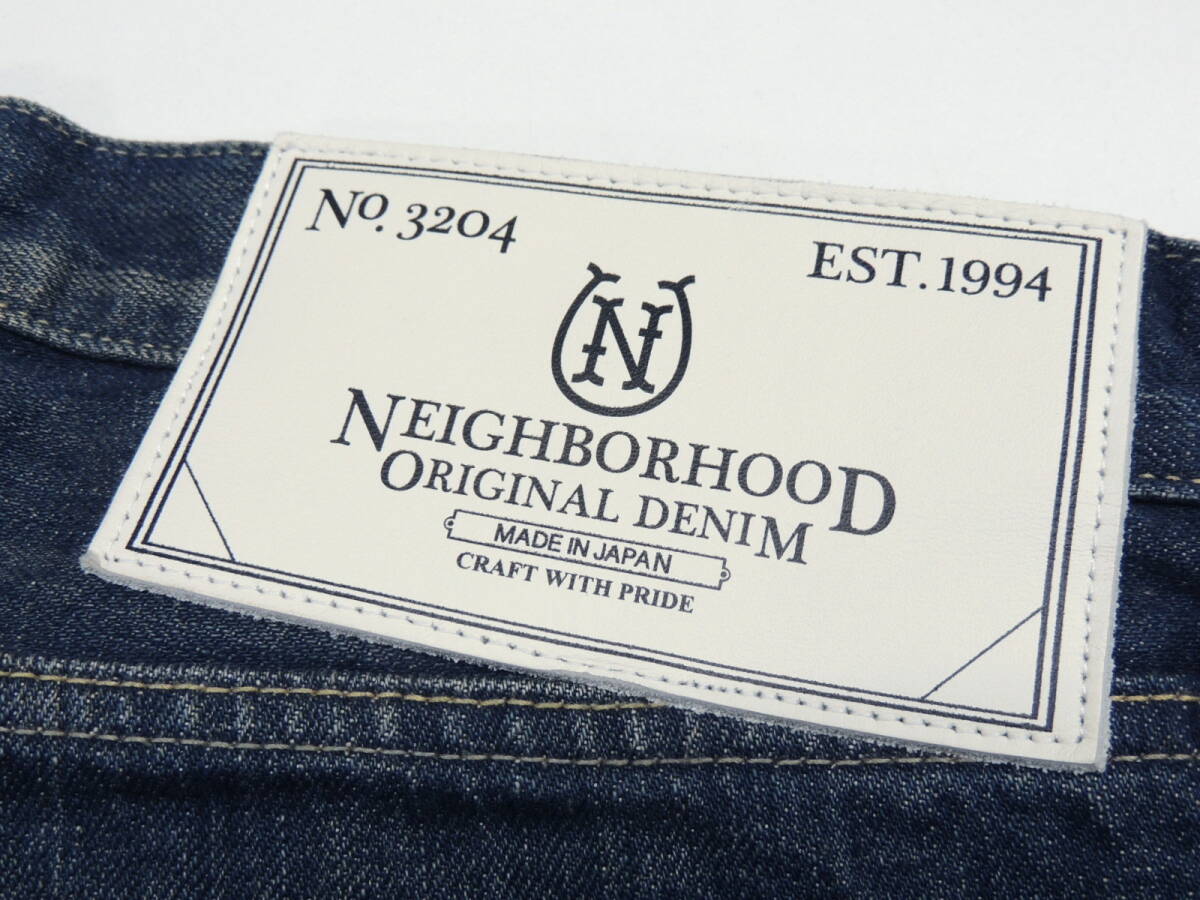 No. 3204
EST. 1994
N
NEIGHBORHOOD
ORIGINAL DENIM
MADE IN JAPAN
CRAFT WITH PRIDE